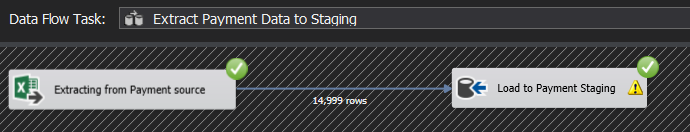 Data Flow Task: Extract Payment Data to Staging
Extracting from Payment source
Load to Payment Staging
14,999 rows